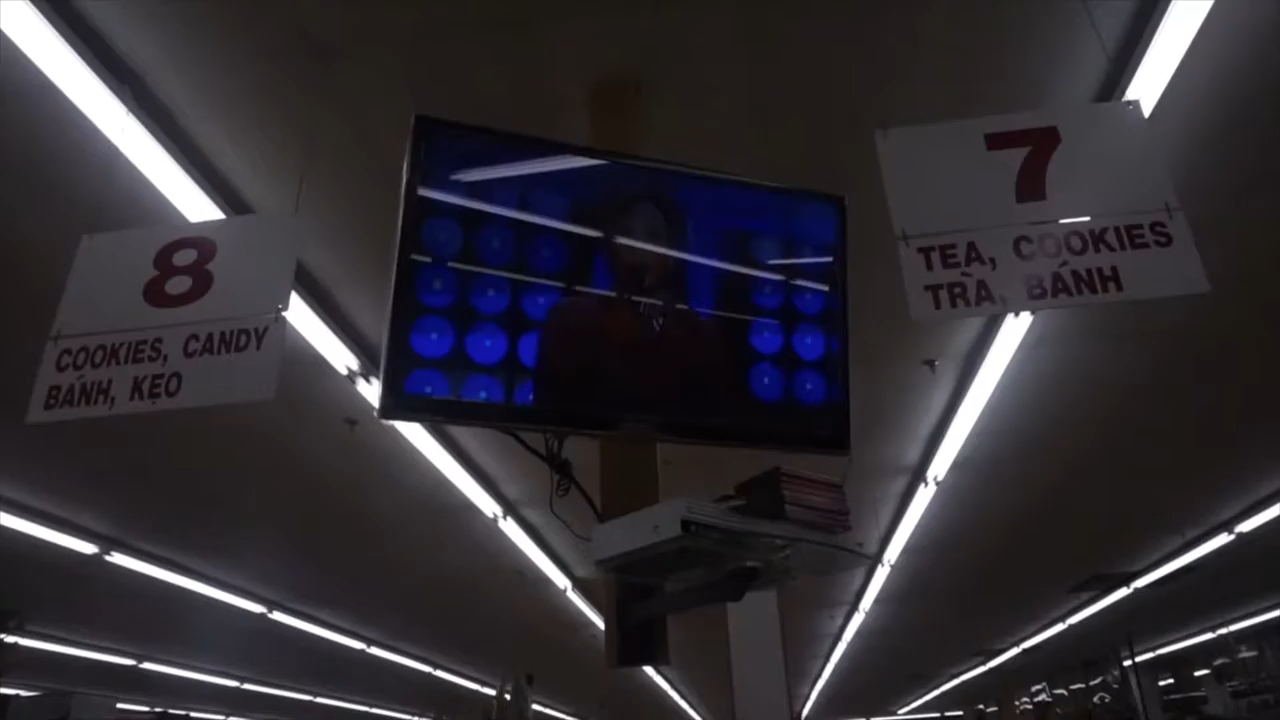 8
COOKIES, CANDY
BÁNH, KẸO
7
TEA, COOKIES
TRÀ, BÁNH